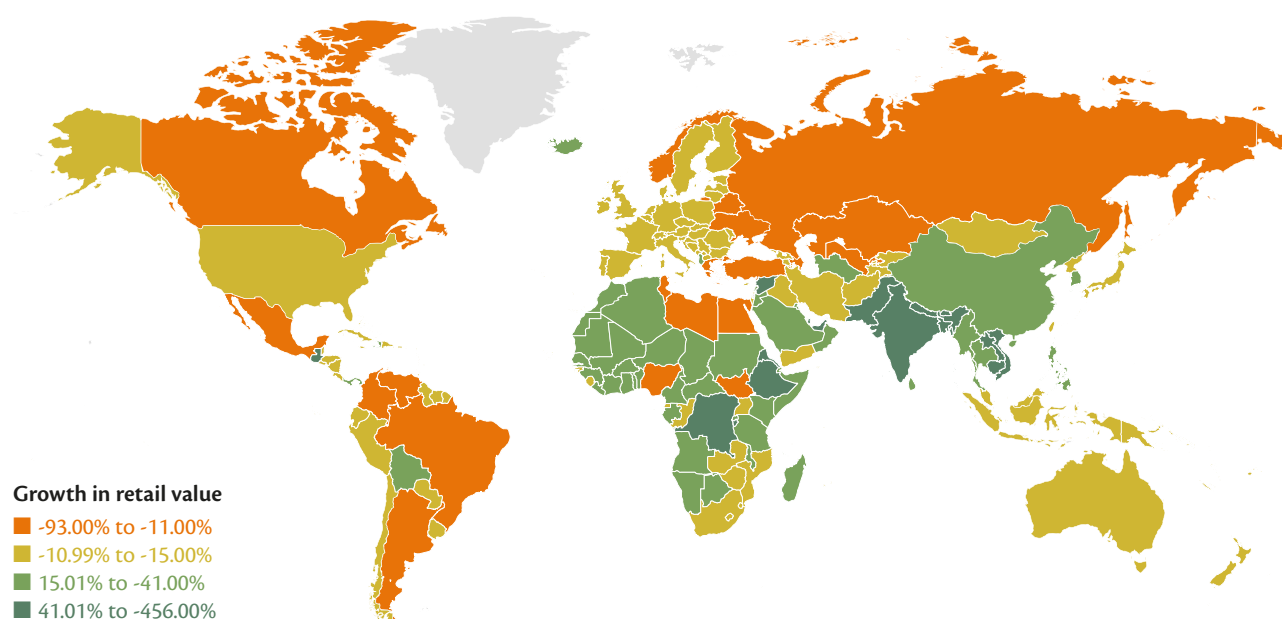 Growth in retail value
-93.00% to -11.00%
-10.99% to -15.00%
15.01% to -41.00%
41.01% to -456.00%